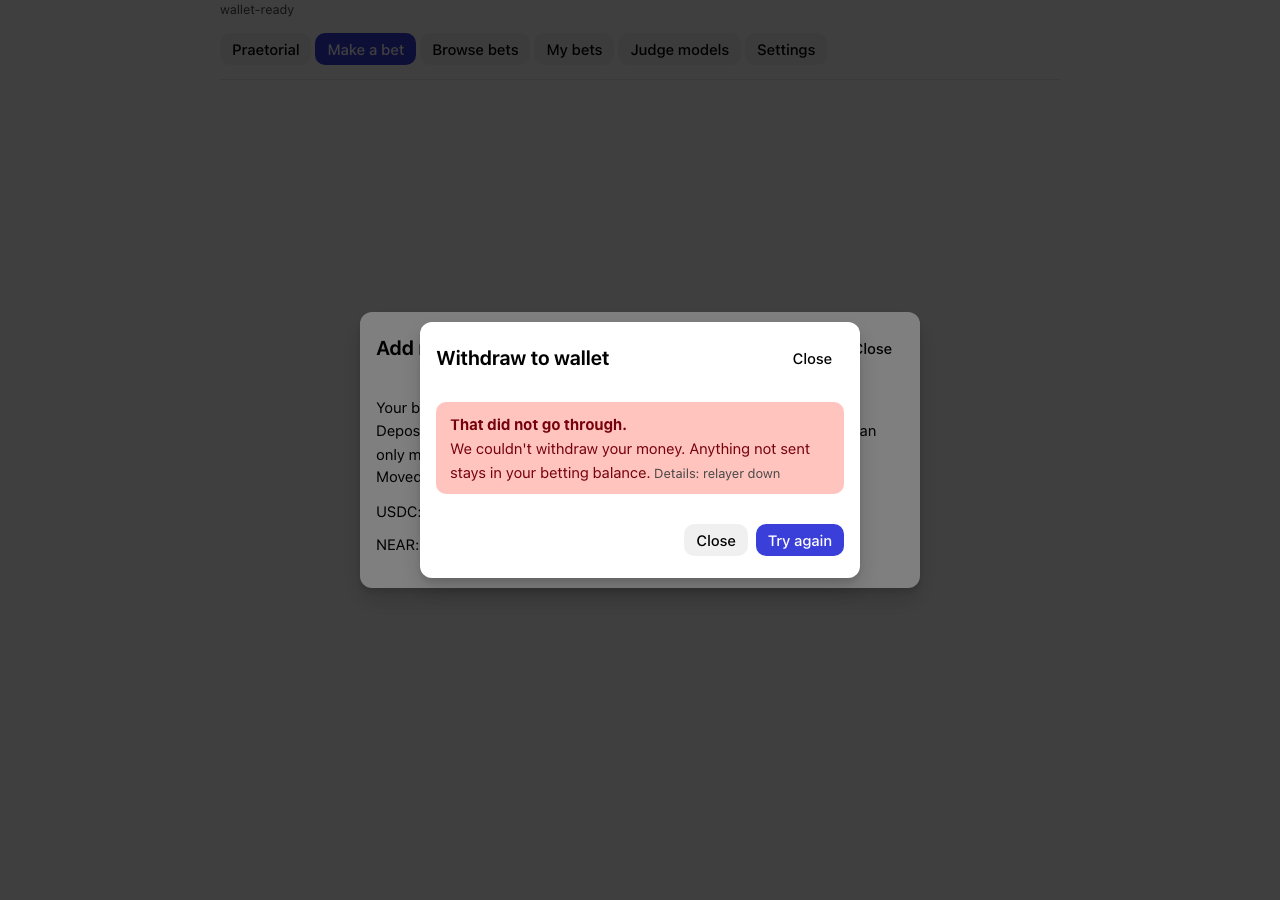 wallet-ready
Praetorial Make a bet Browse bets My bets Judge models Settings
Add
Close
Withdraw to wallet
Close
Your b
Depos
an
only m
Moved
USDC:
NEAR:
That did not go through.
We couldn't withdraw your money. Anything not sent
stays in your betting balance. Details: relayer down
Close Try again